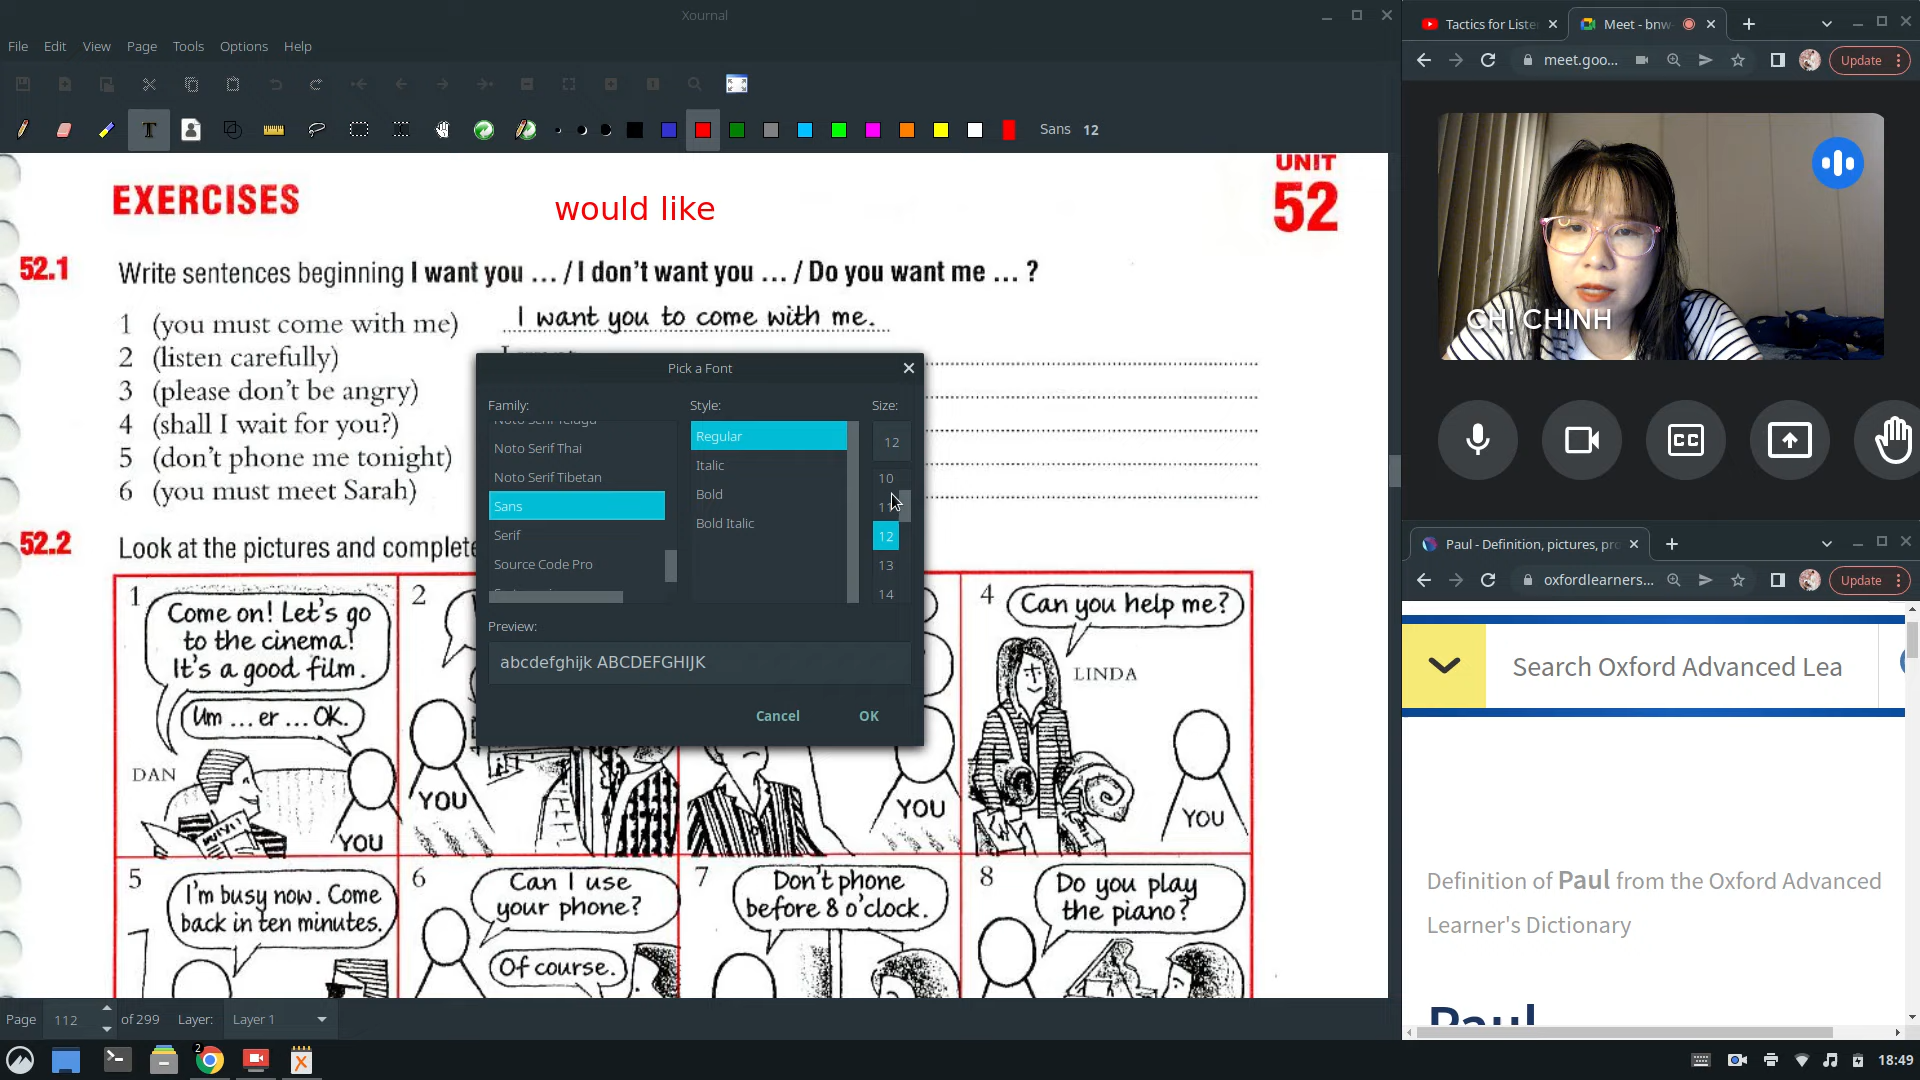 Xournal
File Edit View Page Tools Options Help
Sans 12
EXERCISES
would like
UNIT
52
52.1 Write sentences beginning I want you ... / I don't want you ... / Do you want me ... ?
1 (you must come with me) I want you to come with me.
2 (listen carefully)
3 (please don't be angry)
4 (shall I wait for you?)
5 (don't phone me tonight)
6 (you must meet Sarah)
52.2 Look at the pictures and complete
Pick a Font
Family: Style: Size:
Noto Serif Telugu
Noto Serif Thai
Noto Serif Tibetan
Sans
Serif
Source Code Pro
Regular
Italic
Bold
Bold Italic
12
10
11
12
13
14
Preview:
abcdefghijk ABCDEFGHIJK
Cancel OK
1
Come on! Let's go
to the cinema!
It's a good film.
Um ... er ... OK.
DAN
YOU
2
YOU
YOU
4
Can you help me?
LINDA
YOU
5
I'm busy now. Come
back in ten minutes.
6
Can I use
your phone?
Of course.
7
Don't phone
before 8 o'clock.
8
Do you play
the piano?
Page 112 of 299 Layer: Layer 1
Tactics for Liste
Meet - bnw-
meet.goo...
Update
CHỊ CHINH
CC
Paul - Definition, pictures, pro
oxfordlearners...
Update
Search Oxford Advanced Lea
Definition of Paul from the Oxford Advanced
Learner's Dictionary
Paul
2
18:49